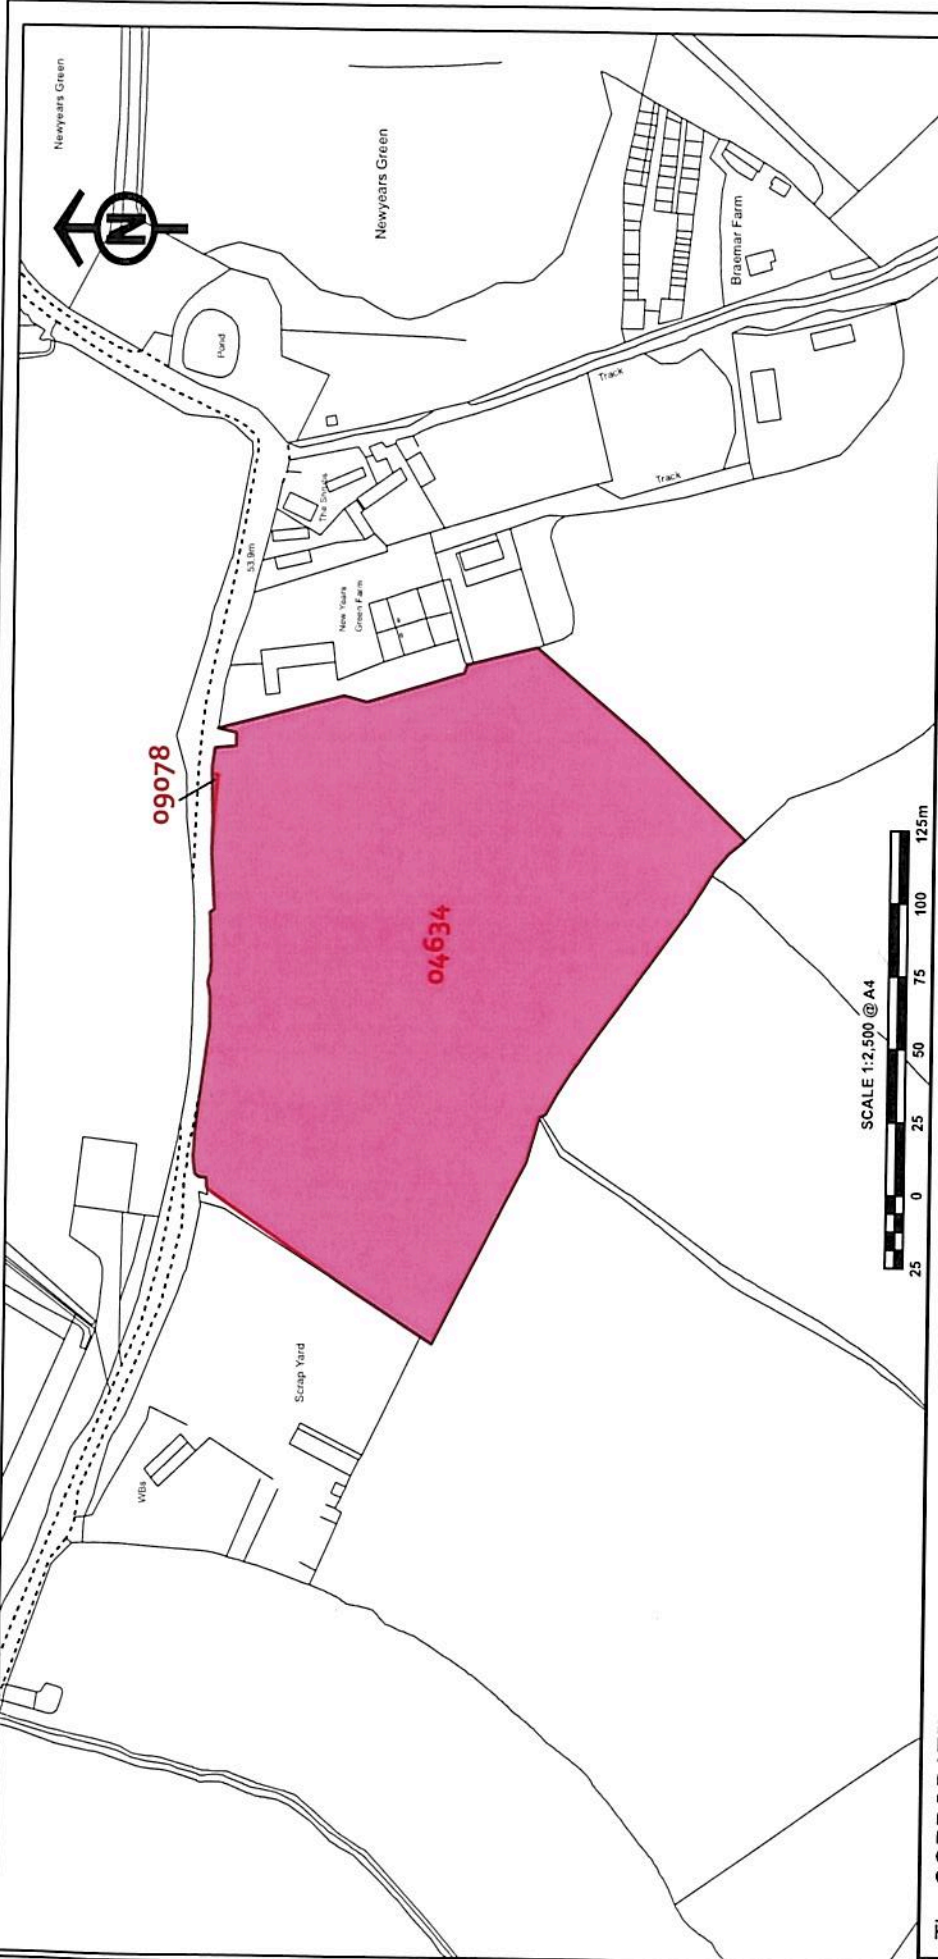 Newyears Green
N
Newyears Green
Pond
Braemar Farm
Track
Track
The Shrubs
53.9m
New Years
Green Farm
09078
04634
Scrap Yard
WBs
SCALE 1:2,500 @ A4
25 0 25 50 75 100 125m